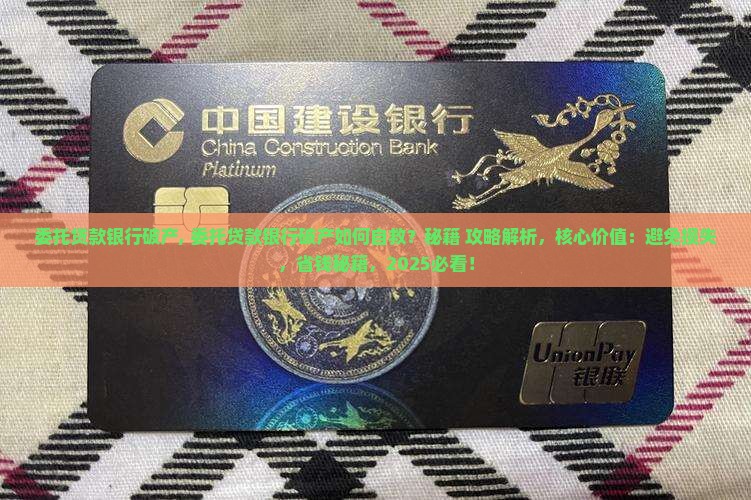 中国建设银行
China Construction Bank
Platinum
委托贷款银行破产, 委托贷款银行破产如何自救？秘籍 攻略解析，核心价值：避免损失
，省钱秘籍，2025必看！
UnionPay
银联